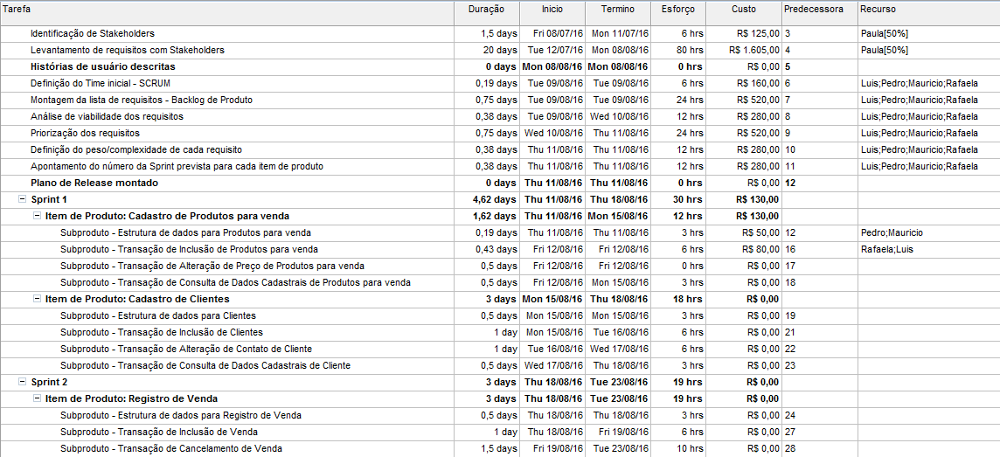 Tarefa Duração Inicio Termino Esforço Custo Predecessora Recurso
Identificação de Stakeholders 1,5 days Fri 08/07/16 Mon 11/07/16 6 hrs R$ 125,00 3 Paula[50%]
Levantamento de requisitos com Stakeholders 20 days Tue 12/07/16 Mon 08/08/16 80 hrs R$ 1.605,00 4 Paula[50%]
Histórias de usuário descritas 0 days Mon 08/08/16 Mon 08/08/16 0 hrs R$ 0,00 5
Definição do Time inicial - SCRUM 0,19 days Tue 09/08/16 Tue 09/08/16 6 hrs R$ 160,00 6 Luis;Pedro;Mauricio;Rafaela
Montagem da lista de requisitos - Backlog de Produto 0,75 days Tue 09/08/16 Tue 09/08/16 24 hrs R$ 520,00 7 Luis;Pedro;Mauricio;Rafaela
Análise de viabilidade dos requisitos 0,38 days Tue 09/08/16 Wed 10/08/16 12 hrs R$ 280,00 8 Luis;Pedro;Mauricio;Rafaela
Priorização dos requisitos 0,75 days Wed 10/08/16 Thu 11/08/16 24 hrs R$ 520,00 9 Luis;Pedro;Mauricio;Rafaela
Definição do peso/complexidade de cada requisito 0,38 days Thu 11/08/16 Thu 11/08/16 12 hrs R$ 280,00 10 Luis;Pedro;Mauricio;Rafaela
Apontamento do número da Sprint prevista para cada item de produto 0,38 days Thu 11/08/16 Thu 11/08/16 12 hrs R$ 280,00 11 Luis;Pedro;Mauricio;Rafaela
Plano de Release montado 0 days Thu 11/08/16 Thu 11/08/16 0 hrs R$ 0,00 12
Sprint 1 4,62 days Thu 11/08/16 Thu 18/08/16 30 hrs R$ 130,00
Item de Produto: Cadastro de Produtos para venda 1,62 days Thu 11/08/16 Mon 15/08/16 12 hrs R$ 130,00
Subproduto - Estrutura de dados para Produtos para venda 0,19 days Thu 11/08/16 Thu 11/08/16 3 hrs R$ 50,00 12 Pedro;Mauricio
Subproduto - Transação de Inclusão de Produtos para venda 0,43 days Fri 12/08/16 Fri 12/08/16 6 hrs R$ 80,00 16 Rafaela;Luis
Subproduto - Transação de Alteração de Preço de Produtos para venda 0,5 days Fri 12/08/16 Fri 12/08/16 0 hrs R$ 0,00 17
Subproduto - Transação de Consulta de Dados Cadastrais de Produtos para venda 0,5 days Fri 12/08/16 Mon 15/08/16 3 hrs R$ 0,00 18
Item de Produto: Cadastro de Clientes 3 days Mon 15/08/16 Thu 18/08/16 18 hrs R$ 0,00
Subproduto - Estrutura de dados para Clientes 0,5 days Mon 15/08/16 Mon 15/08/16 3 hrs R$ 0,00 19
Subproduto - Transação de Inclusão de Clientes 1 day Mon 15/08/16 Tue 16/08/16 6 hrs R$ 0,00 21
Subproduto - Transação de Alteração de Contato de Cliente 1 day Tue 16/08/16 Wed 17/08/16 6 hrs R$ 0,00 22
Subproduto - Transação de Consulta de Dados Cadastrais de Cliente 0,5 days Wed 17/08/16 Thu 18/08/16 3 hrs R$ 0,00 23
Sprint 2 3 days Thu 18/08/16 Tue 23/08/16 19 hrs R$ 0,00
Item de Produto: Registro de Venda 3 days Thu 18/08/16 Tue 23/08/16 19 hrs R$ 0,00
Subproduto - Estrutura de dados para Registro de Venda 0,5 days Thu 18/08/16 Thu 18/08/16 3 hrs R$ 0,00 24
Subproduto - Transação de Inclusão de Venda 1 day Thu 18/08/16 Fri 19/08/16 6 hrs R$ 0,00 27
Subproduto - Transação de Cancelamento de Venda 1,5 days Fri 19/08/16 Tue 23/08/16 10 hrs R$ 0,00 28